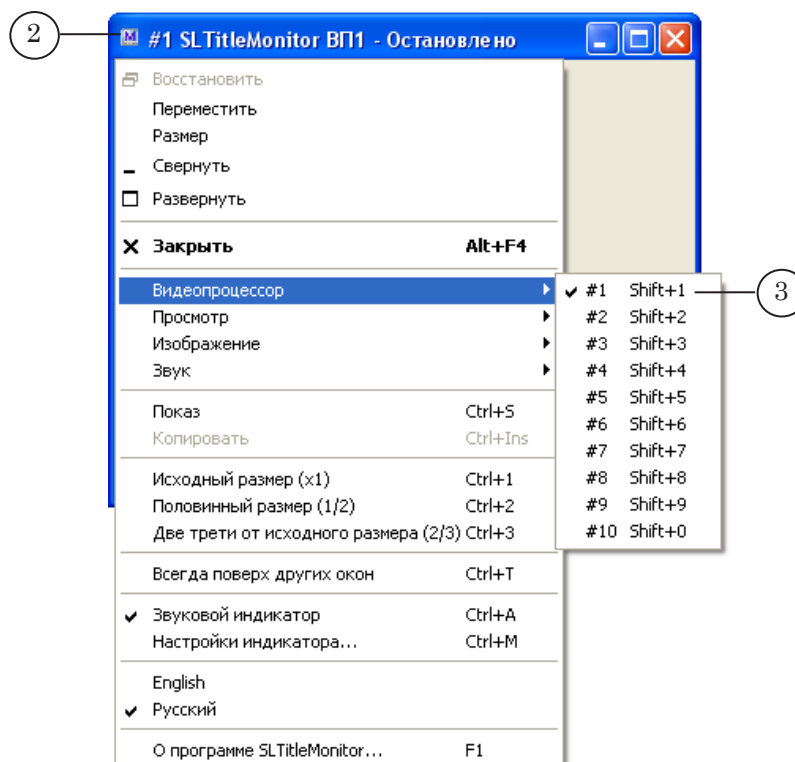 2
#1 SLTitleMonitor ВП1 - Остановлено
Восстановить
Переместить
Размер
Свернуть
Развернуть
Закрыть Alt+F4
Видеопроцессор
Просмотр
Изображение
Звук
#1 Shift+1
3
#2 Shift+2
#3 Shift+3
#4 Shift+4
#5 Shift+5
#6 Shift+6
#7 Shift+7
#8 Shift+8
#9 Shift+9
#10 Shift+0
Показ Ctrl+S
Копировать Ctrl+Ins
Исходный размер (x1) Ctrl+1
Половинный размер (1/2) Ctrl+2
Две трети от исходного размера (2/3) Ctrl+3
Всегда поверх других окон Ctrl+T
Звуковой индикатор Ctrl+A
Настройки индикатора... Ctrl+M
English
Русский
О программе SLTitleMonitor... F1